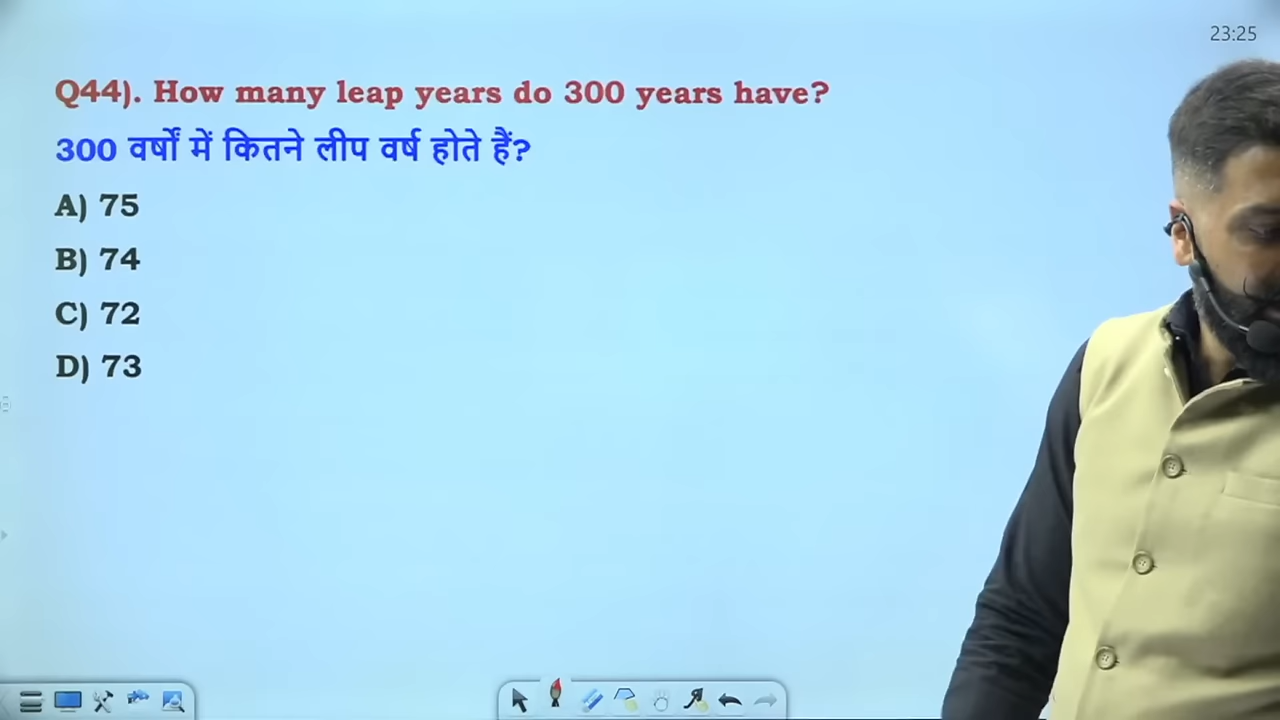 23:25
Q44). How many leap years do 300 years have?
300 वर्षों में कितने लीप वर्ष होते हैं?
A) 75
B) 74
C) 72
D) 73